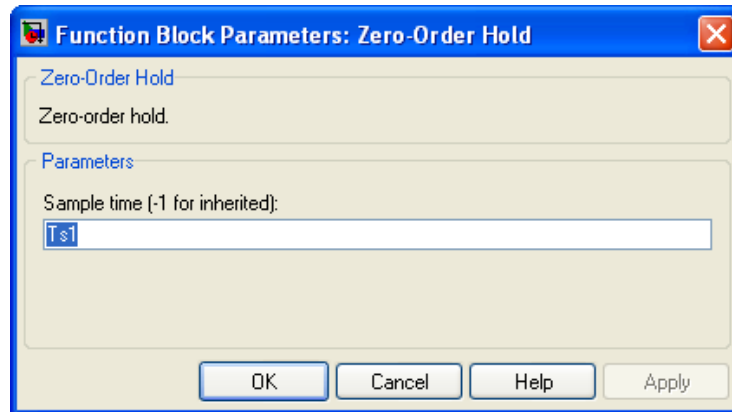 Function Block Parameters: Zero-Order Hold
Zero-Order Hold
Zero-order hold.
Parameters
Sample time (-1 for inherited):
Ts1
OK Cancel Help Apply